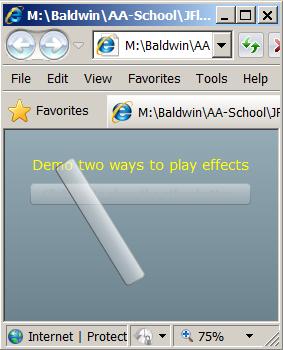 M:\Baldwin\AA-School\JFl
M:\Baldwin\AA
File Edit View Favorites Tools Help
Favorites M:\Baldwin\AA-School\JF
Demo two ways to play effects
Internet | Protect 75%